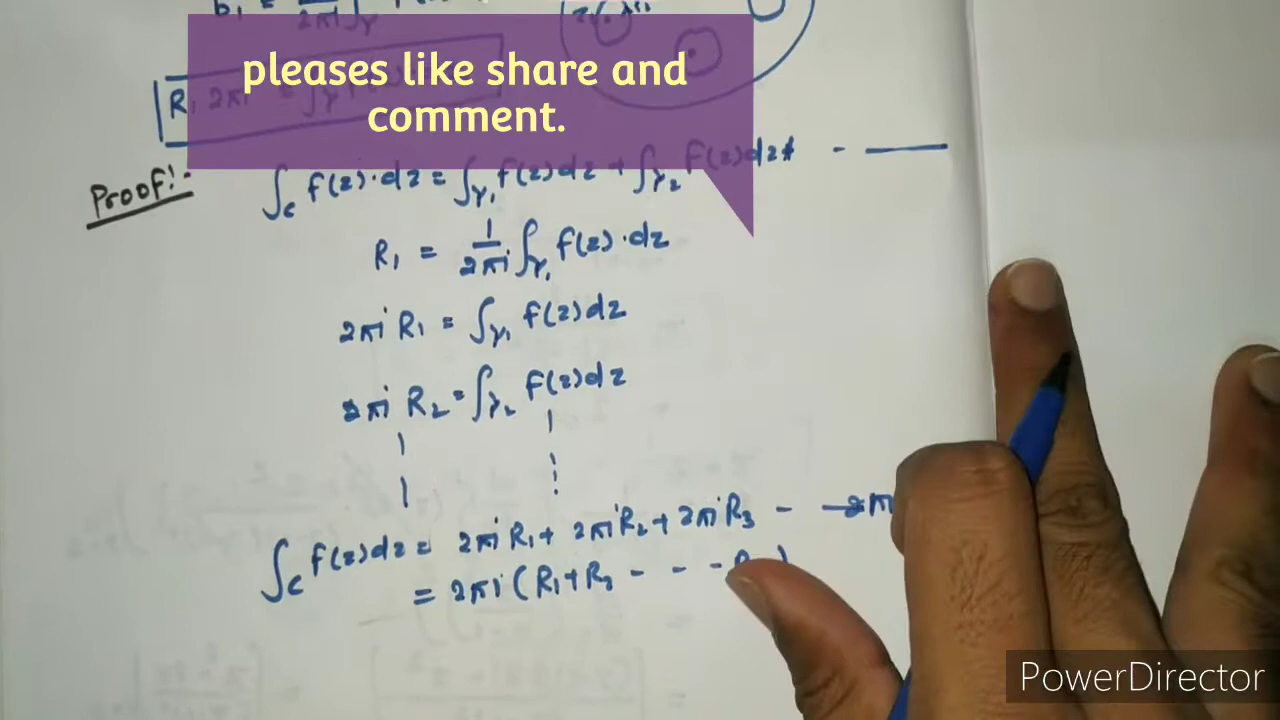 pleases like share and
comment.
Proof:- ∫c f(z)·dz = ∫γ₁ f(z)dz + ∫γ₂ f(z)dz + - —
R₁ = 1/2πi ∫γ₁ f(z)·dz
2πi R₁ = ∫γ₁ f(z)dz
2πi R₂ = ∫γ₂ f(z)dz
∫c f(z)dz = 2πi R₁ + 2πi R₂ + 2πi R₃ - — 2πi
= 2πi (R₁ + R₂ - - -
PowerDirector